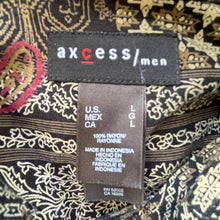 axcess/men
U.S. L
MEX G
CA L
100% RAYON/
RAYONNE
MADE IN INDONESIA
HECHO EN
INDONESIA
FABRIQUÉ EN
INDONÉSIE